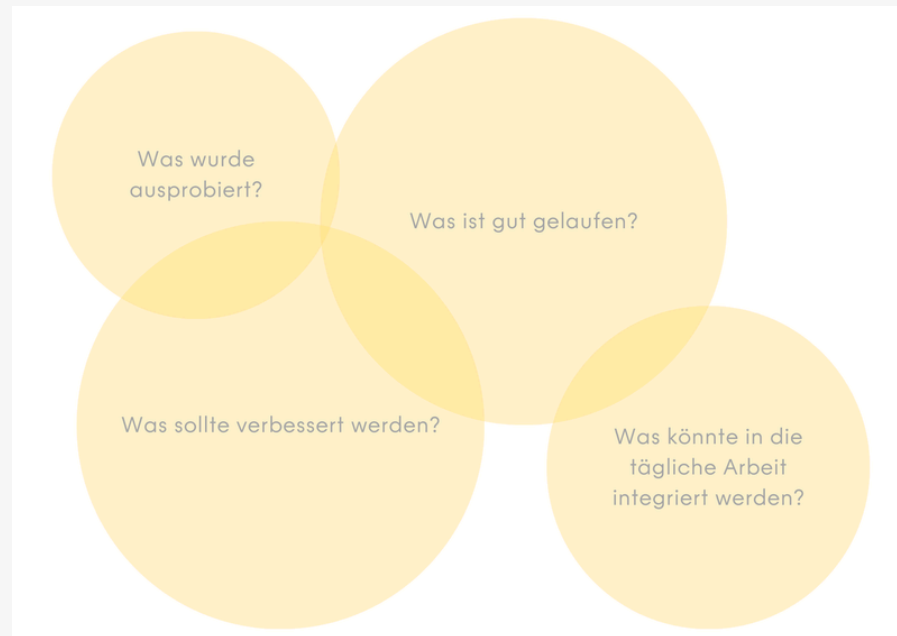 Was wurde
ausprobiert?
Was ist gut gelaufen?
Was sollte verbessert werden?
Was könnte in die
tägliche Arbeit
integriert werden?